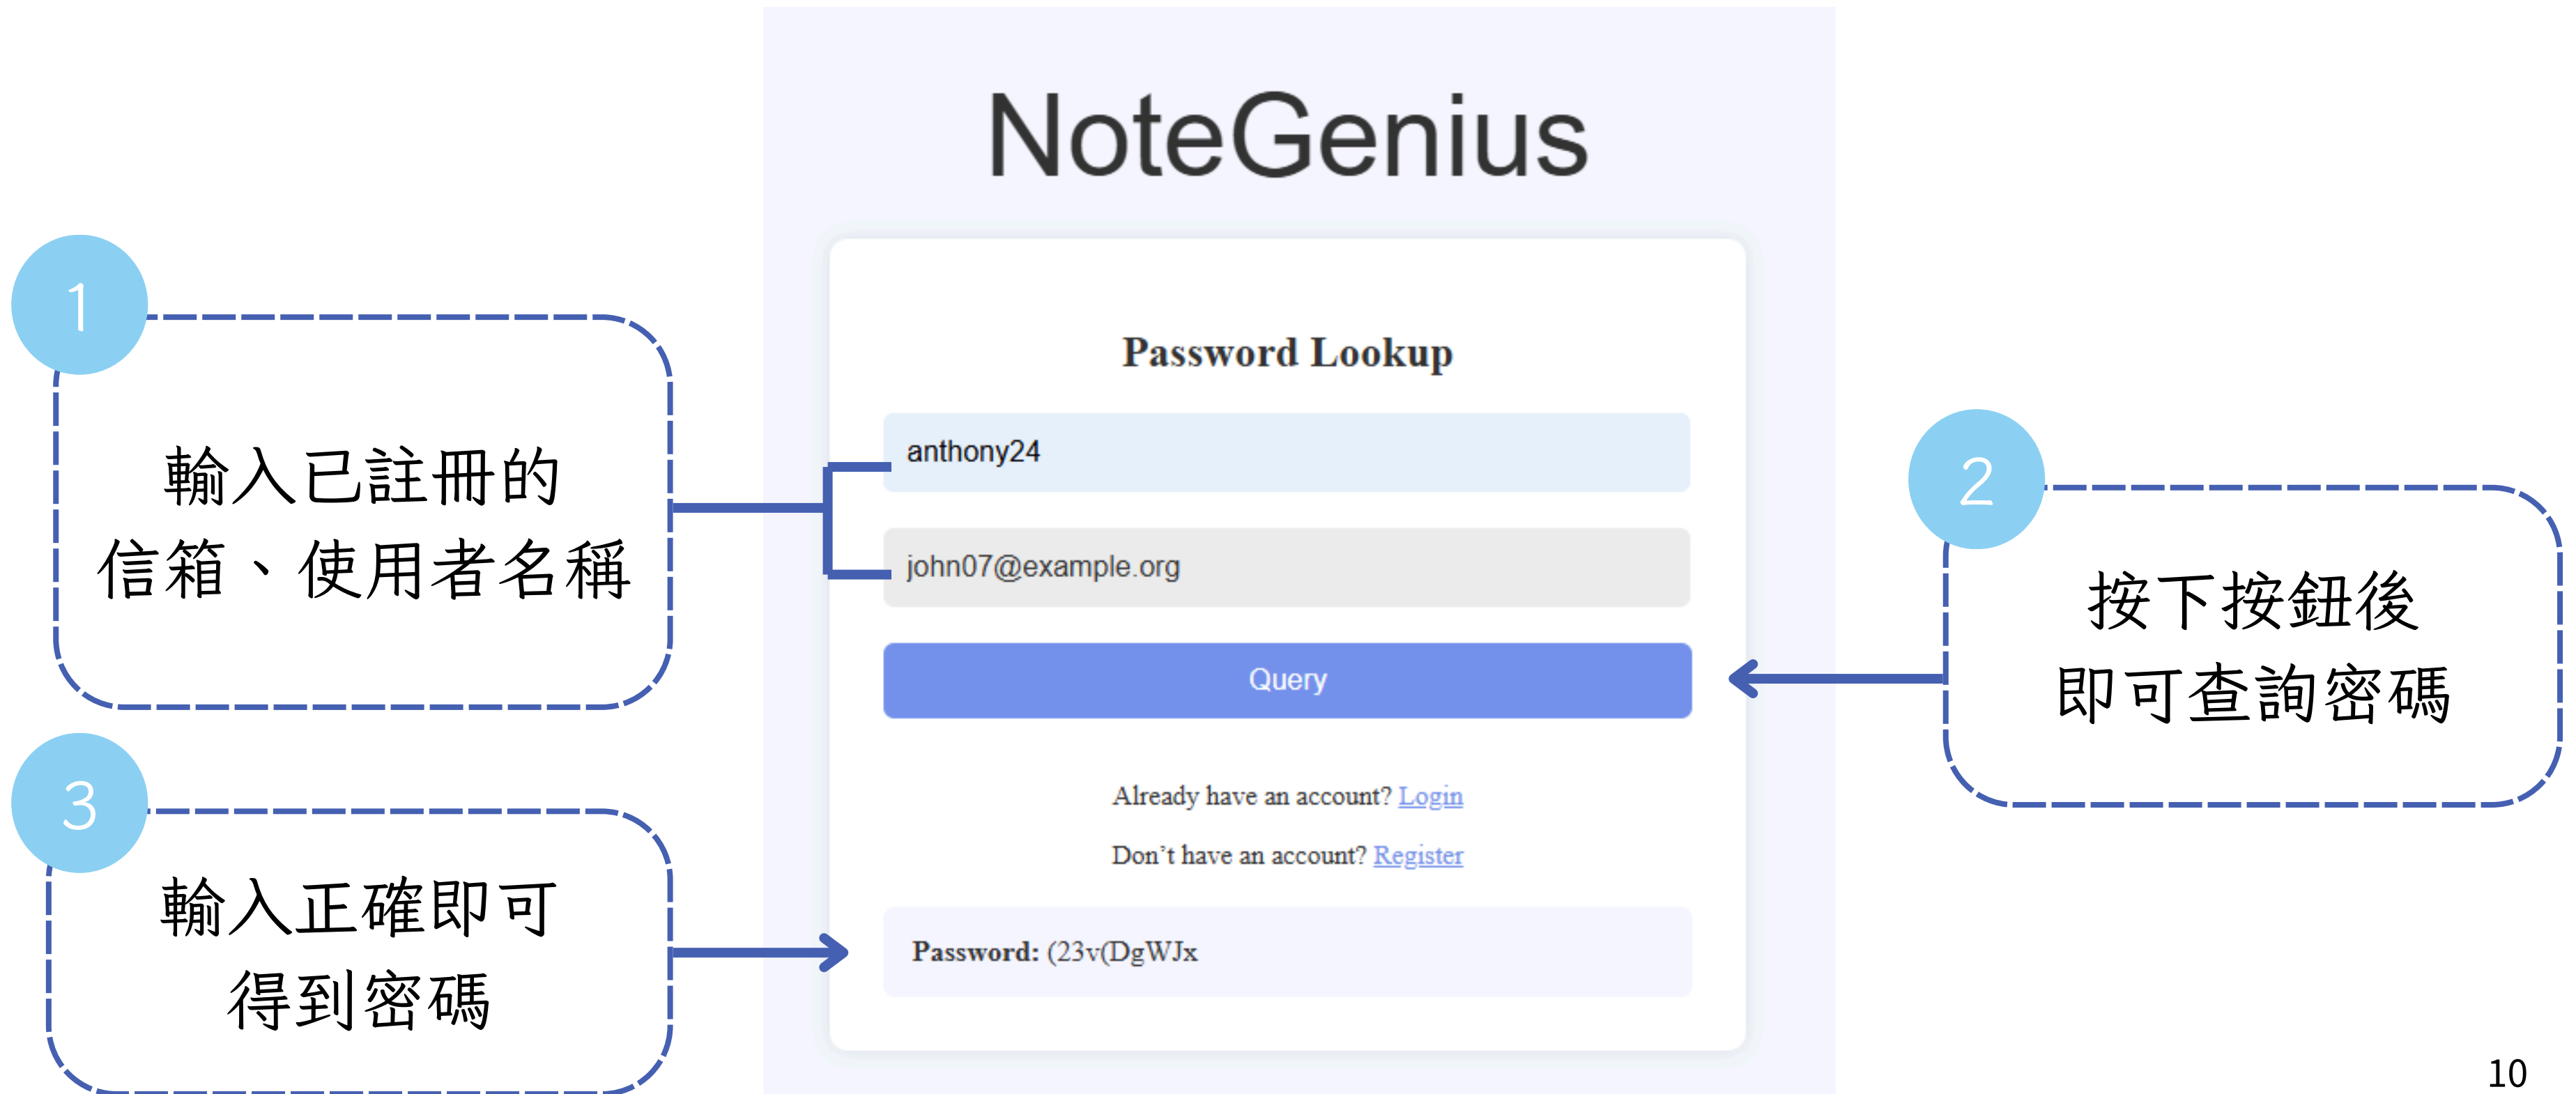 NoteGenius
1
輸入已註冊的
信箱、使用者名稱
Password Lookup
anthony24
john07@example.org
Query
2
按下按鈕後
即可查詢密碼
Already have an account? Login
Don't have an account? Register
3
輸入正確即可
得到密碼
Password: (23v(DgWJx
10